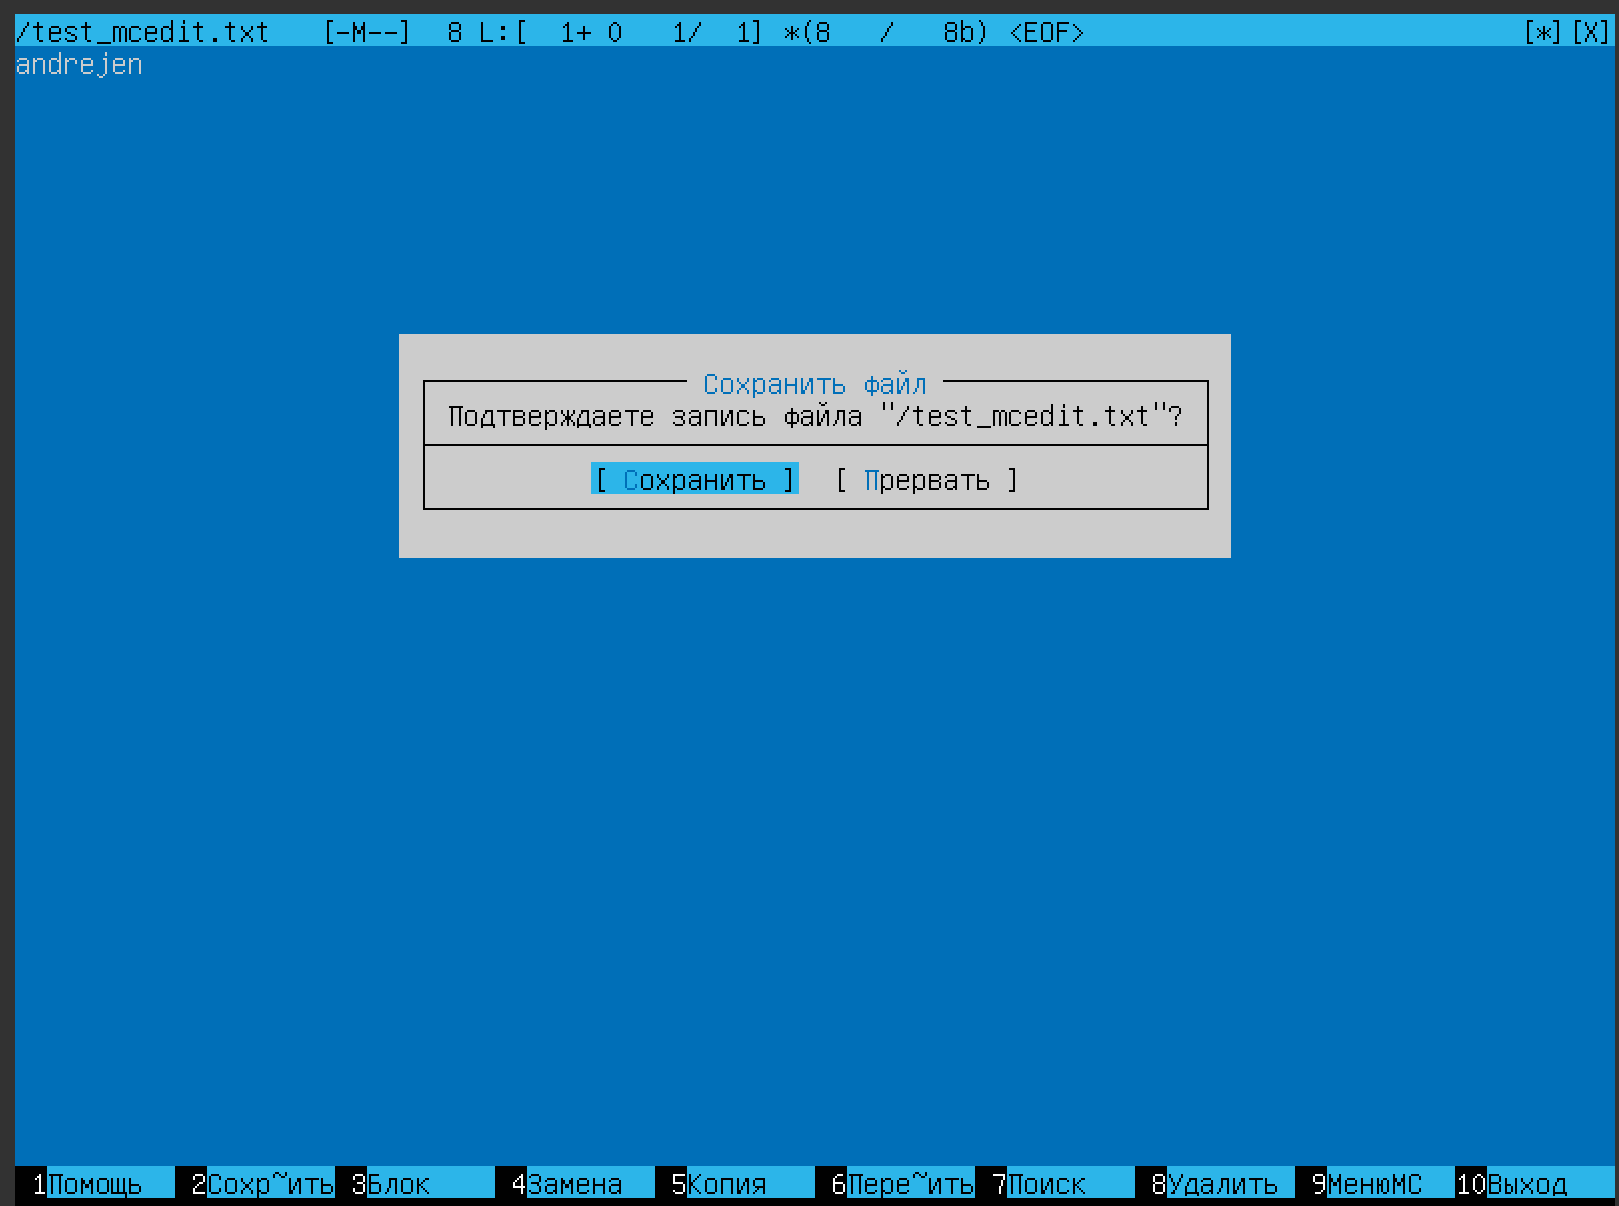 /test_mcedit.txt   [-M--]  8 L:[  1+ 0   1/  1] *(8   /   8b) <EOF> [*][X]
andrejen
Сохранить файл
Подтверждаете запись файла "/test_mcedit.txt"?
[ Сохранить ]  [ Прервать ]
1Помощь 2Сохр~ить 3Блок 4Замена 5Копия 6Пере~ить 7Поиск 8Удалить 9МенюMC 10Выход